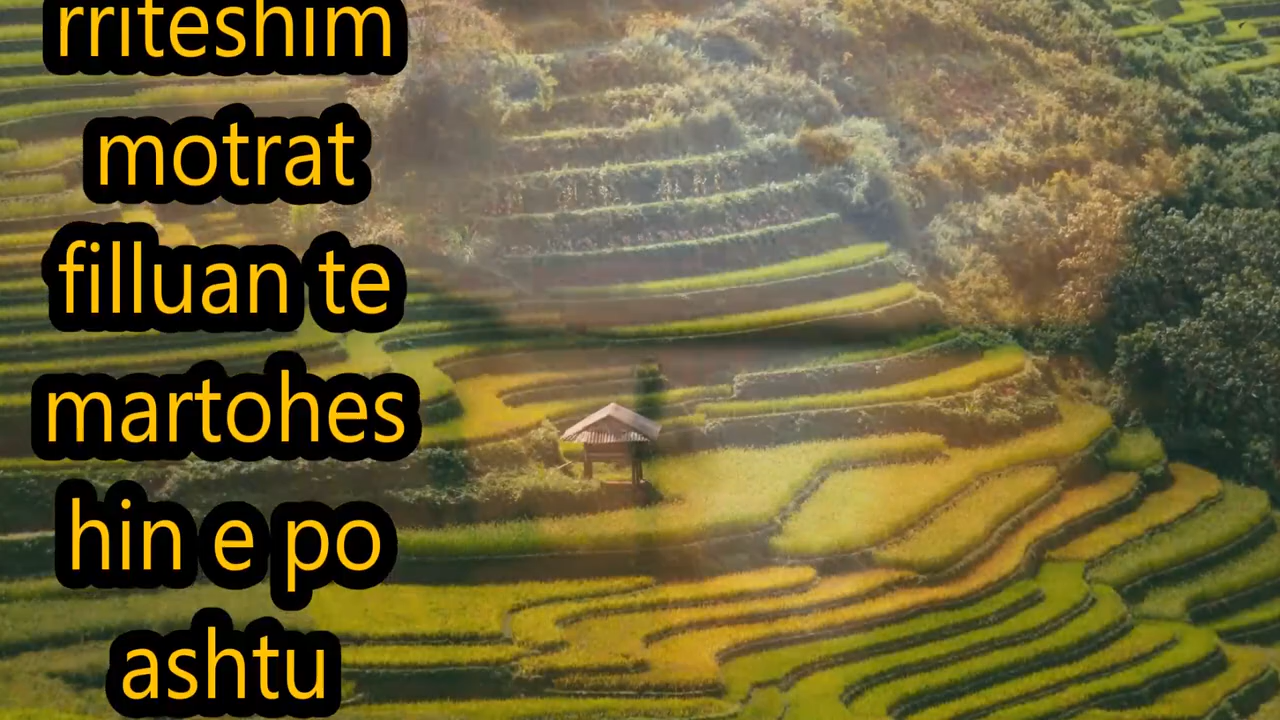 rriteshim
motrat
filluan te
martohes
hin e po
ashtu